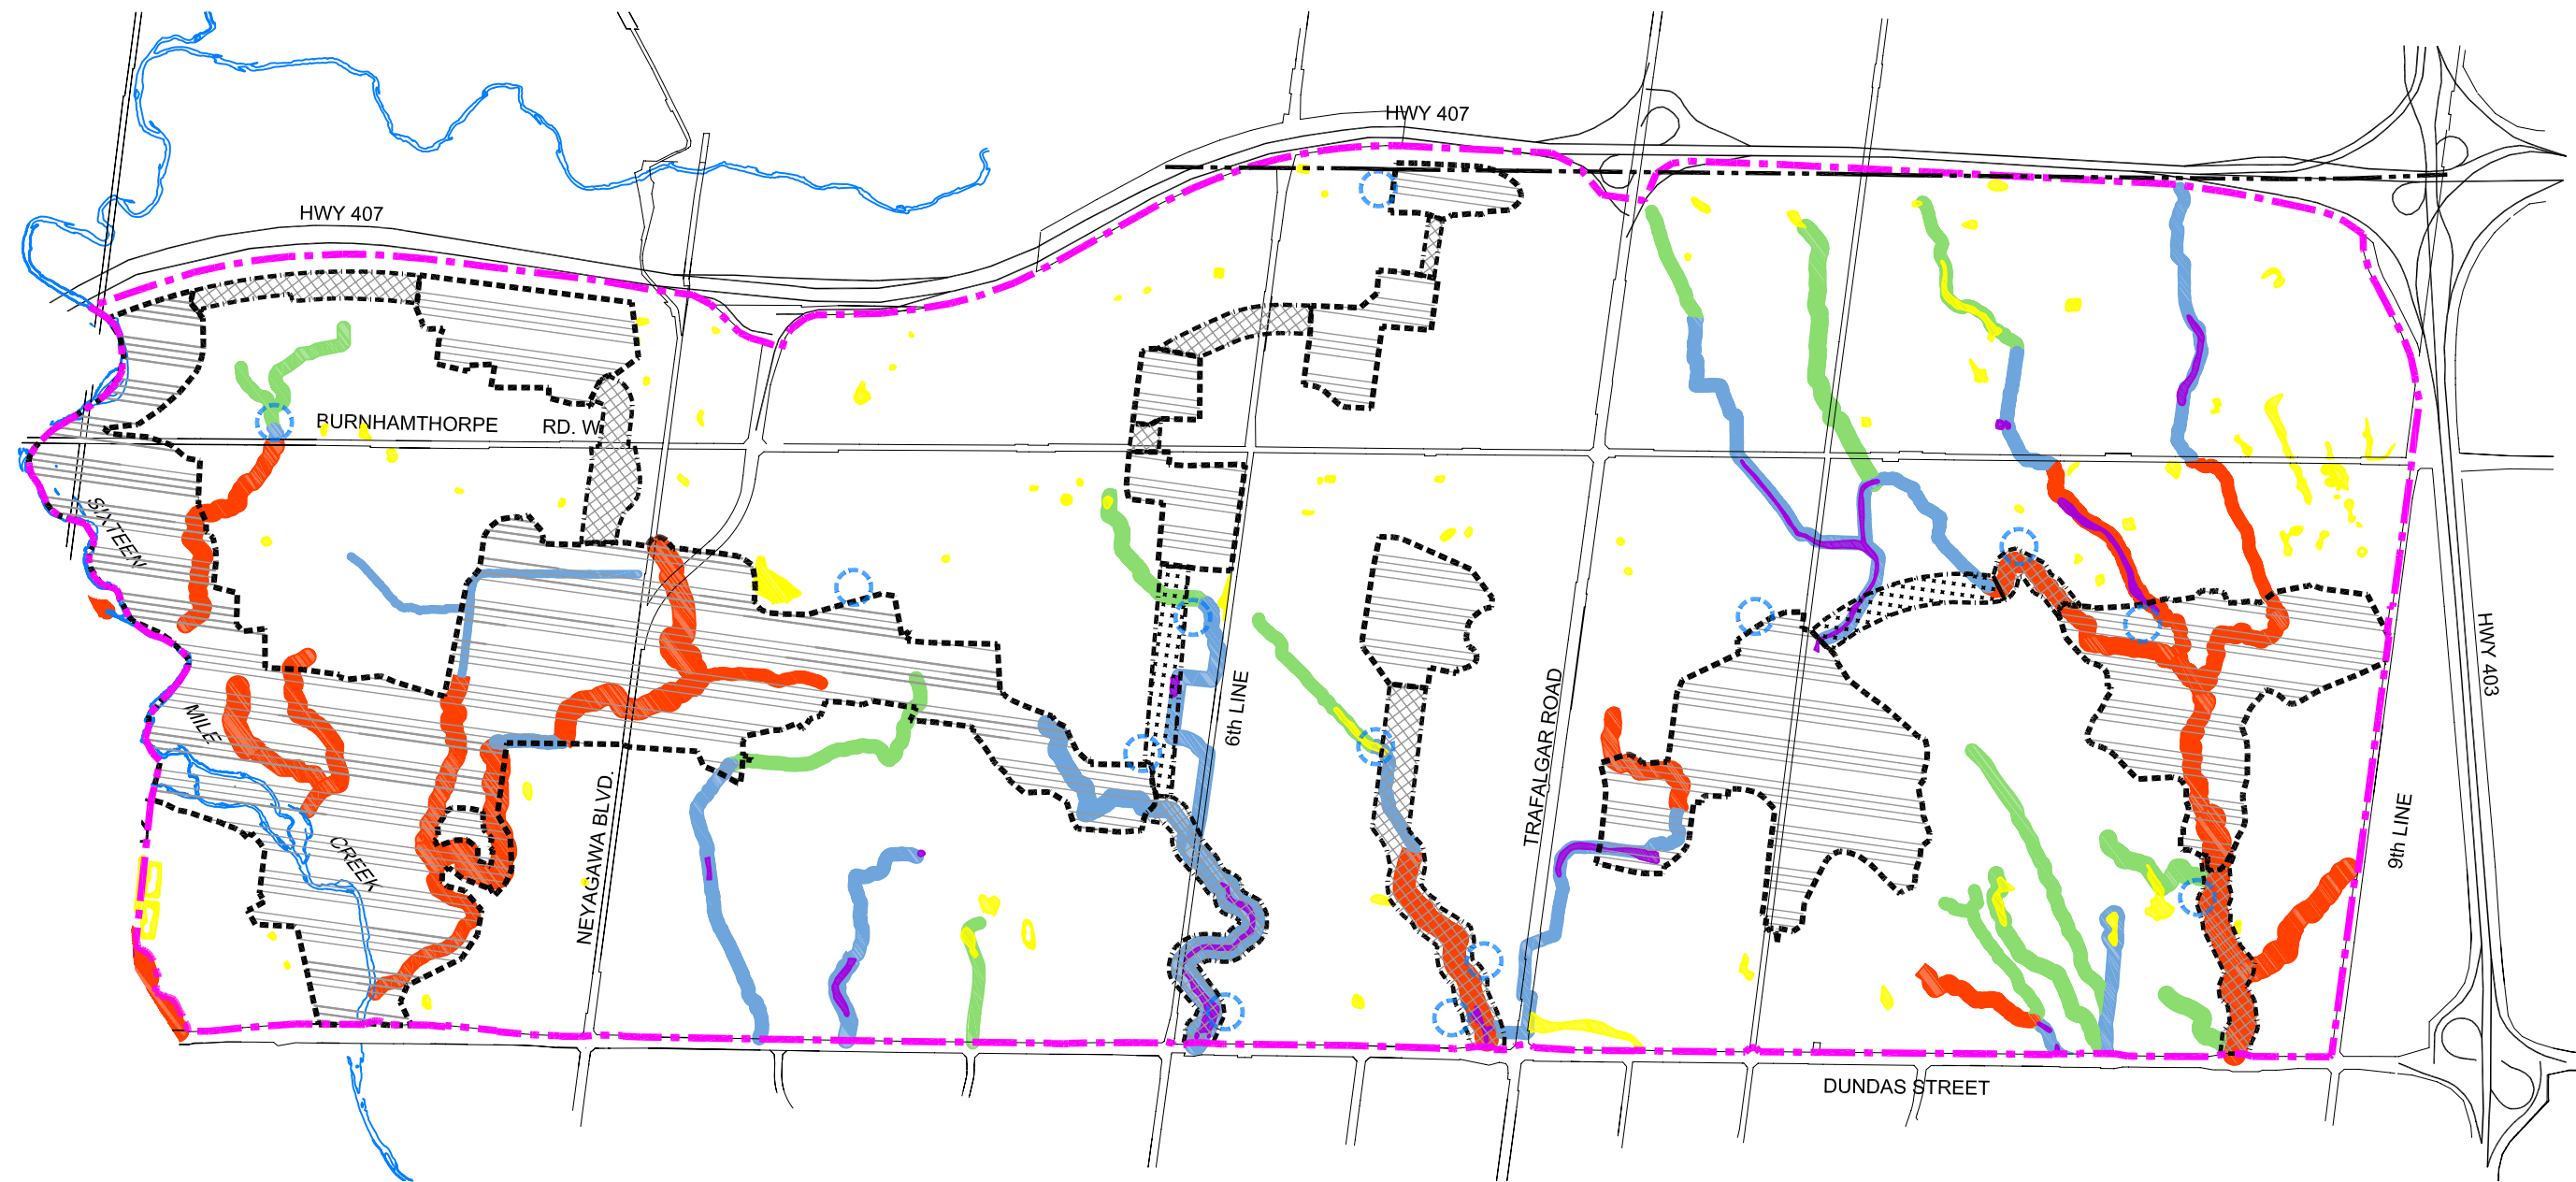 HWY 407
HWY 407
BURNHAMTHORPE RD. W.
SIXTEEN
MILE
CREEK
NEYAGAWA BLVD.
6th LINE
TRAFALGAR ROAD
9th LINE
HWY 403
DUNDAS STREET